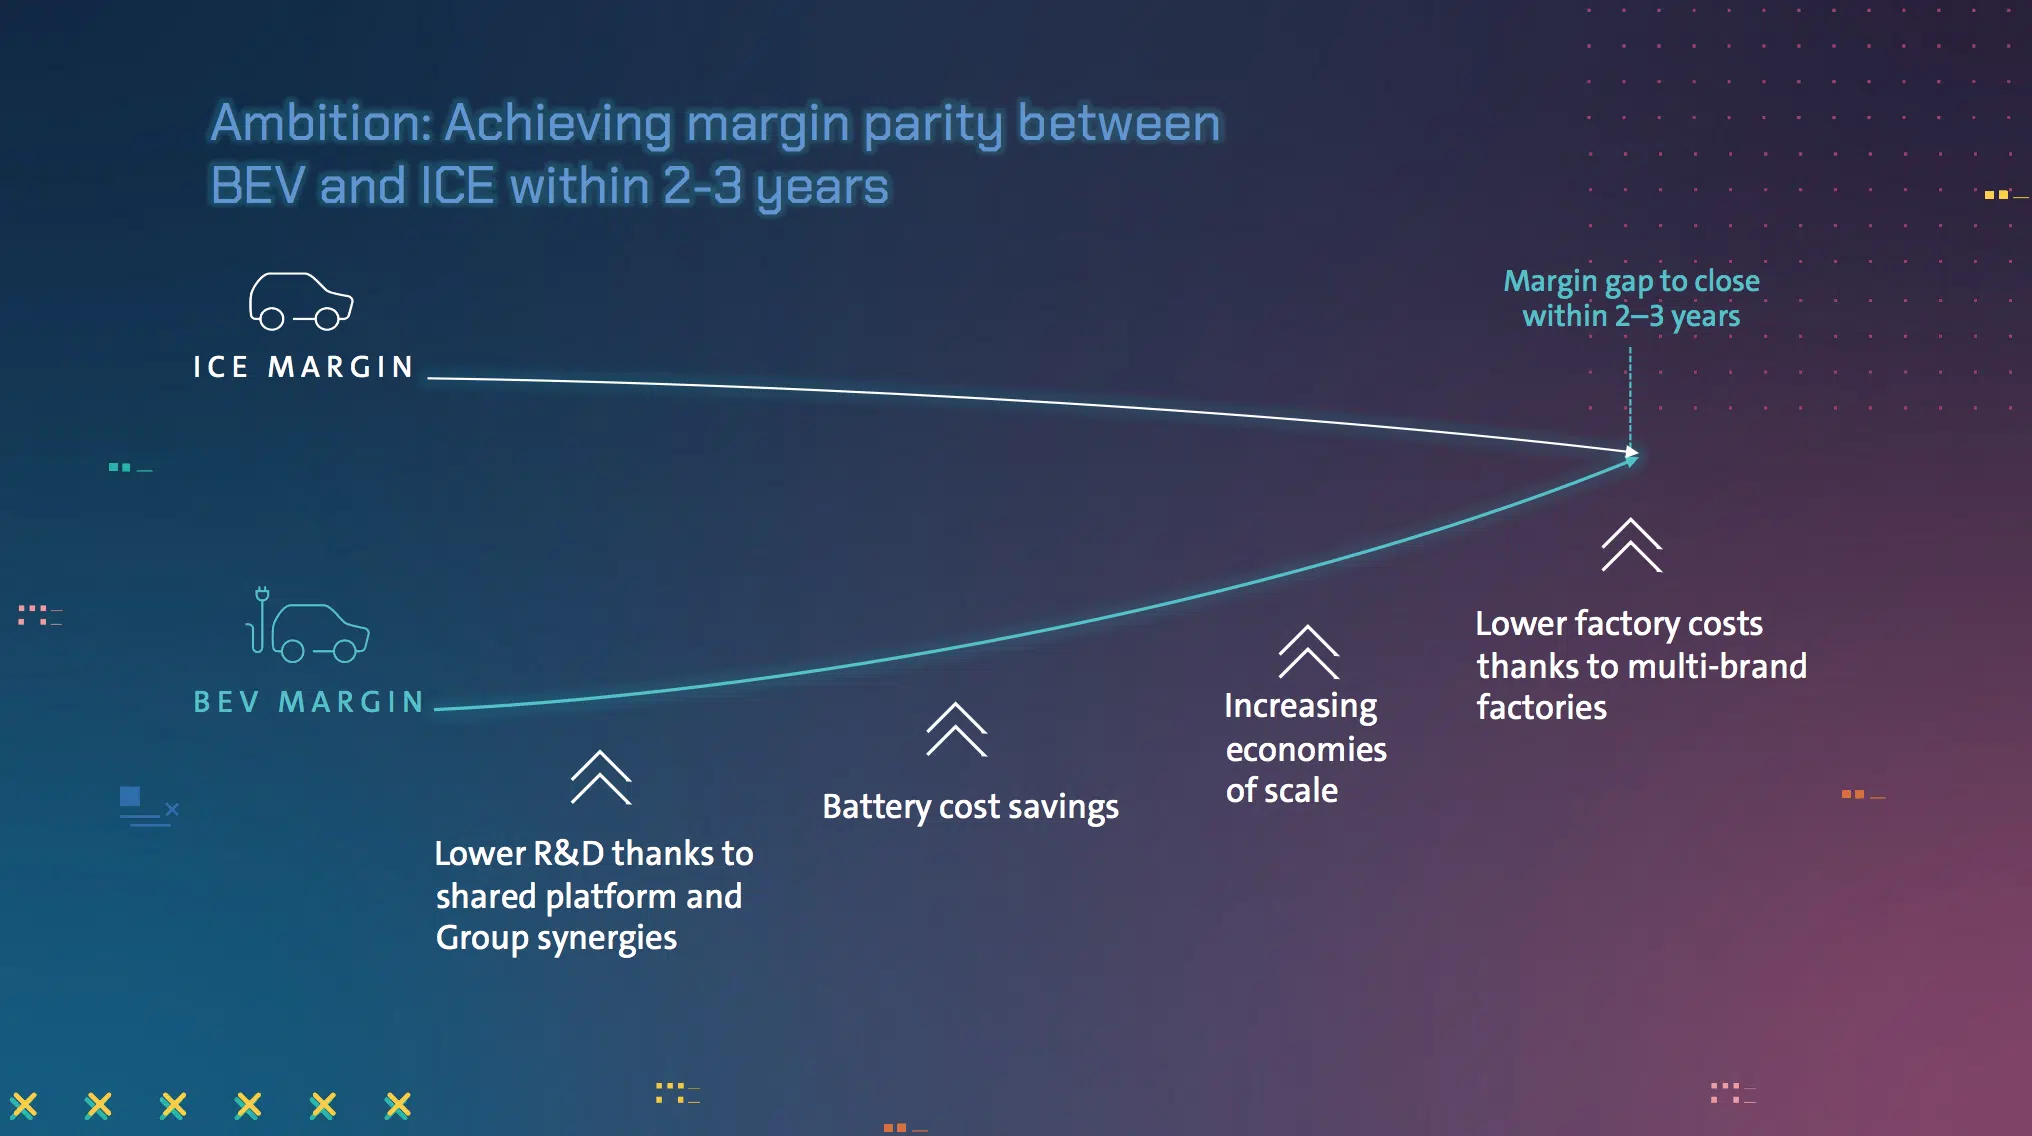 Ambition: Achieving margin parity between
BEV and ICE within 2-3 years
Margin gap to close
within 2–3 years
ICE MARGIN
BEV MARGIN
Lower R&D thanks to
shared platform and
Group synergies
Battery cost savings
Increasing
economies
of scale
Lower factory costs
thanks to multi-brand
factories